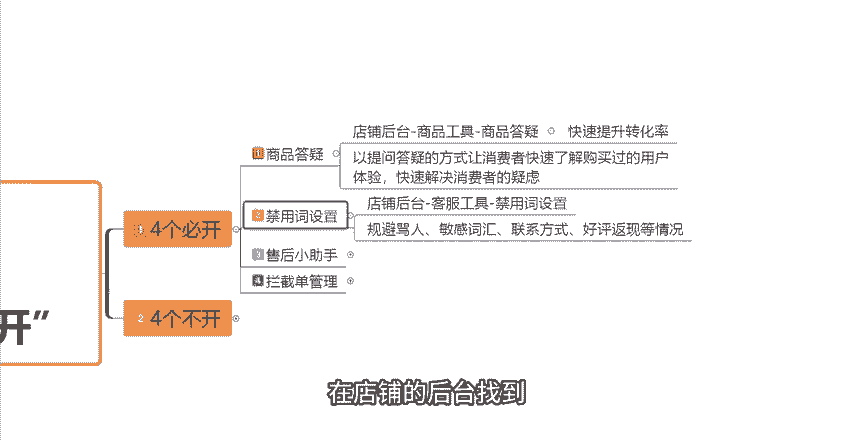 店铺后台-商品工具-商品答疑
快速提升转化率
1 商品答疑
以提问答疑的方式让消费者快速了解购买过的用户
体验，快速解决消费者的疑虑
店铺后台-客服工具-禁用词设置
2 禁用词设置
规避骂人、敏感词汇、联系方式、好评返现等情况
1 4个必开
3 售后小助手
4 拦截单管理
2 4个不开
开”
在店铺的后台找到